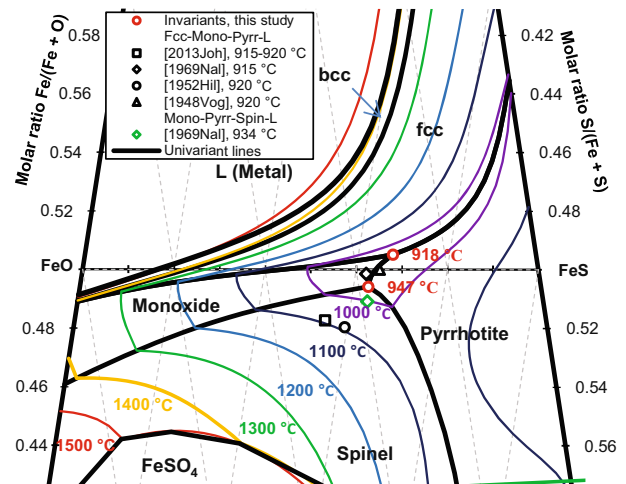 0.58
0.56
0.54
0.52
FeO
0.48
0.46
0.44
Molar ratio Fe/(Fe + O)
Invariants, this study
Fcc-Mono-Pyrr-L
[2013Joh], 915-920 °C
[1969Nal], 915 °C
[1952Hil], 920 °C
[1948Vog], 920 °C
Mono-Pyrr-Spin-L
[1969Nal], 934 °C
Univariant lines
L (Metal)
bcc
fcc
0.42
0.44
0.46
0.48
FeS
0.52
0.54
0.56
Molar ratio S/(Fe + S)
918 °C
947 °C
Monoxide
1000 °C
Pyrrhotite
1100 °C
1200 °C
1400 °C
1300 °C
1500 °C
FeSO4
Spinel